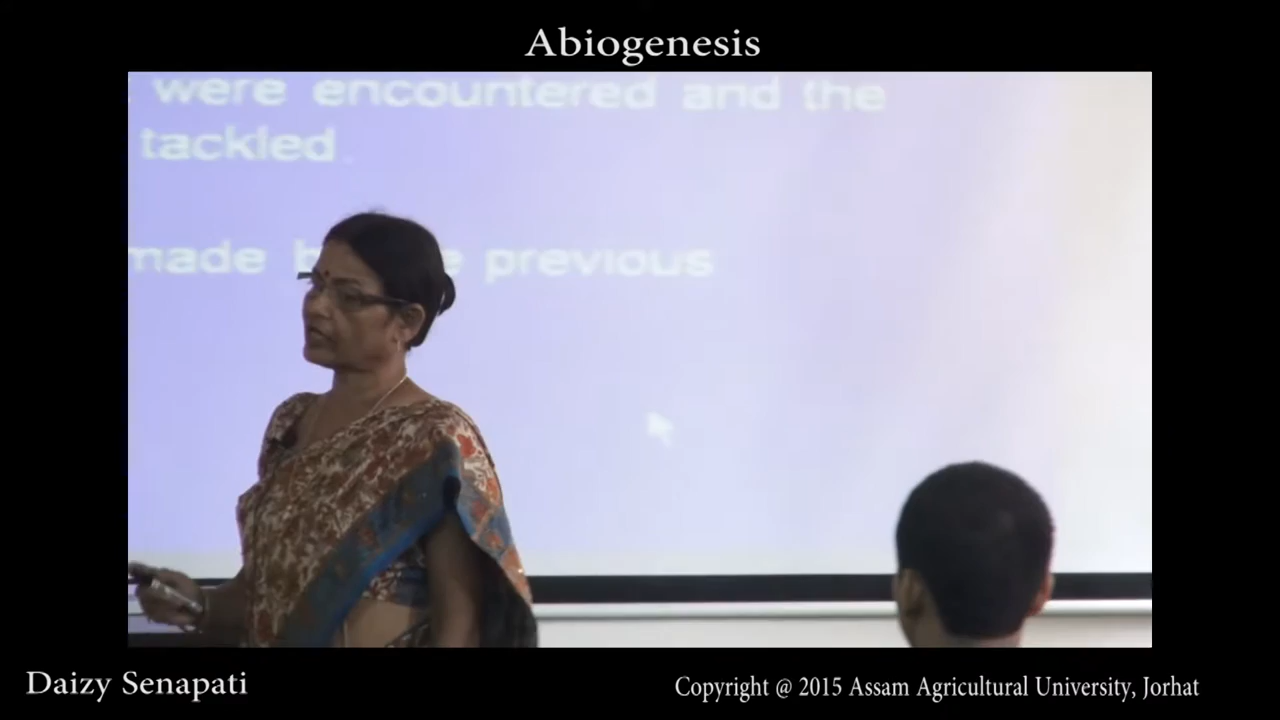 Abiogenesis
were encountered and the
tackled
made previous
Daizy Senapati
Copyright @ 2015 Assam Agricultural University, Jorhat